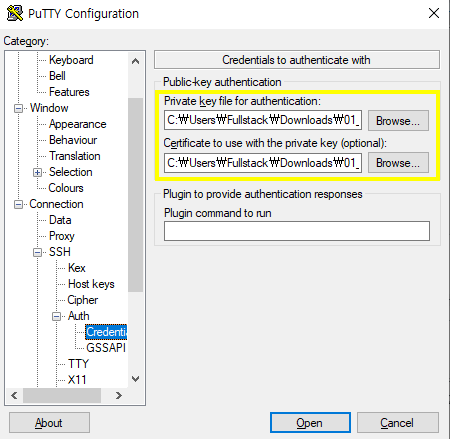 PuTTY Configuration
Category:
Keyboard
Bell
Features
Window
Appearance
Behaviour
Translation
Selection
Colours
Connection
Data
Proxy
SSH
Kex
Host keys
Cipher
Auth
Credenti
GSSAPI
TTY
X11
Credentials to authenticate with
Public-key authentication
Private key file for authentication:
C:₩Users₩Fullstack₩Downloads₩01_
Browse...
Certificate to use with the private key (optional):
C:₩Users₩Fullstack₩Downloads₩01_
Browse...
Plugin to provide authentication responses
Plugin command to run
About
Open
Cancel